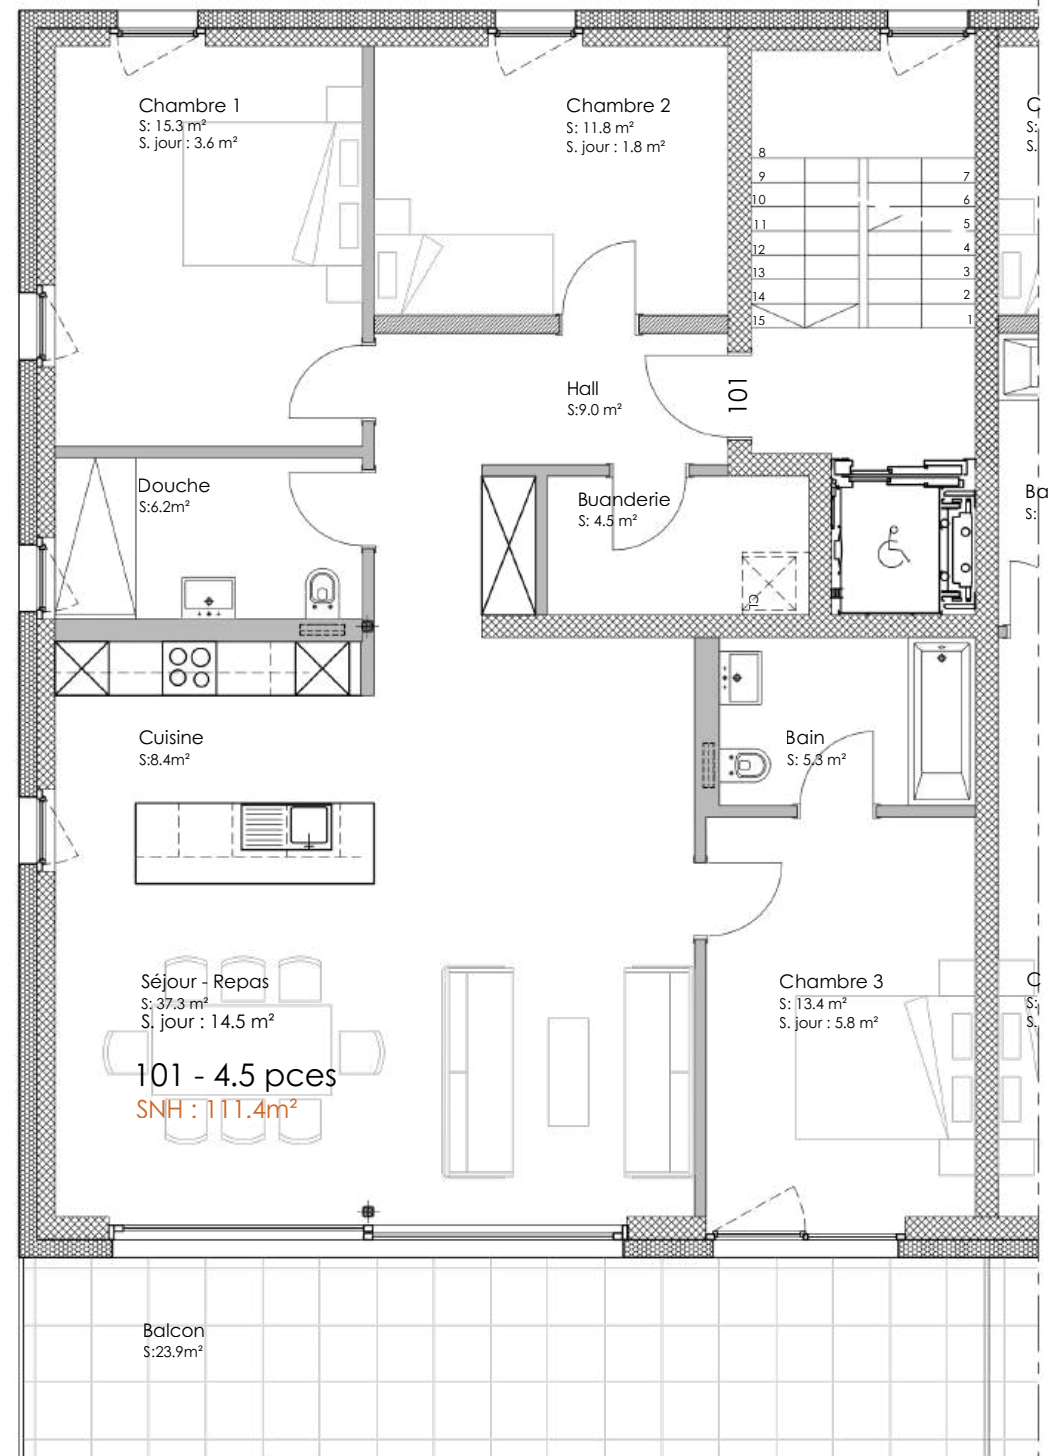 Chambre 1
S: 15.3 m²
S. jour : 3.6 m²
Chambre 2
S: 11.8 m²
S. jour : 1.8 m²
C
S:
S.
8
9
10
11
12
13
14
15
7
6
5
4
3
2
1
Hall
S:9.0 m²
101
Douche
S:6.2m²
Buanderie
S: 4.5 m²
Ba
S:
Cuisine
S:8.4m²
Bain
S: 5.3 m²
Séjour - Repas
S: 37.3 m²
S. jour : 14.5 m²
101 - 4.5 pces
SNH : 111.4m²
Chambre 3
S: 13.4 m²
S. jour : 5.8 m²
C
S:
S.
Balcon
S:23.9m²